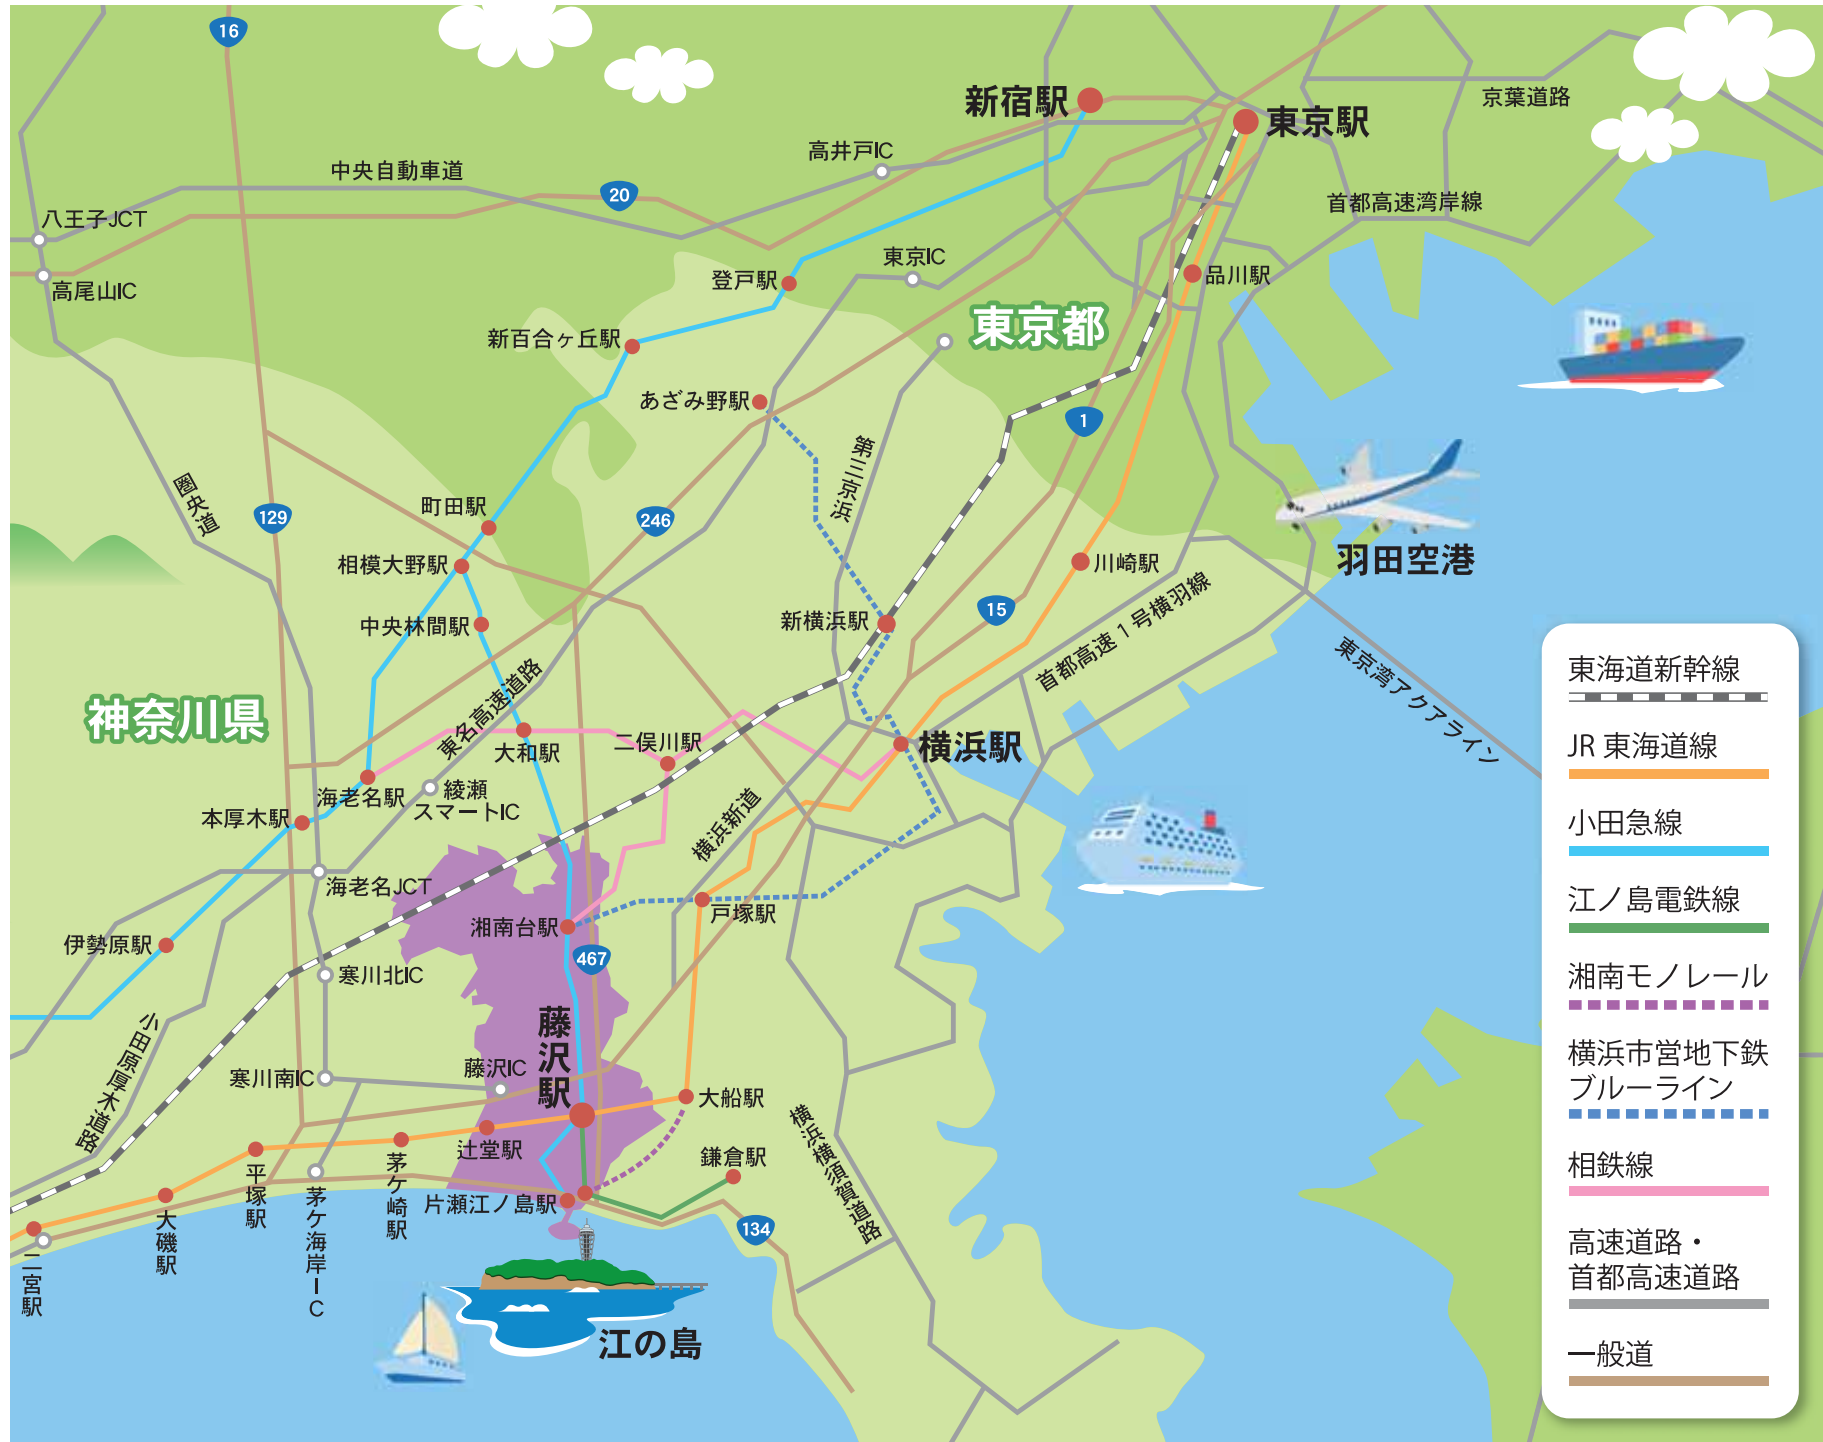 16
新宿駅
東京駅
京葉道路
高井戸IC
中央自動車道
20
首都高速湾岸線
八王子JCT
高尾山IC
東京IC
登戸駅
品川駅
東京都
新百合ヶ丘駅
あざみ野駅
1
第三京浜
圏央道
129
町田駅
246
相模大野駅
川崎駅
羽田空港
中央林間駅
新横浜駅
15
首都高速1号横羽線
東京湾アクアライン
神奈川県
東名高速道路
大和駅
二俣川駅
横浜駅
海老名駅
綾瀬
スマートIC
本厚木駅
横浜新道
海老名JCT
戸塚駅
湘南台駅
伊勢原駅
467
寒川北IC
小田原厚木道路
藤沢駅
藤沢IC
寒川南IC
大船駅
横浜横須賀道路
辻堂駅
鎌倉駅
平塚駅
茅ケ崎駅
茅ケ海岸IC
片瀬江ノ島駅
大磯駅
134
二宮駅
江の島
東海道新幹線
JR 東海道線
小田急線
江ノ島電鉄線
湘南モノレール
横浜市営地下鉄
ブルーライン
相鉄線
高速道路・
首都高速道路
一般道